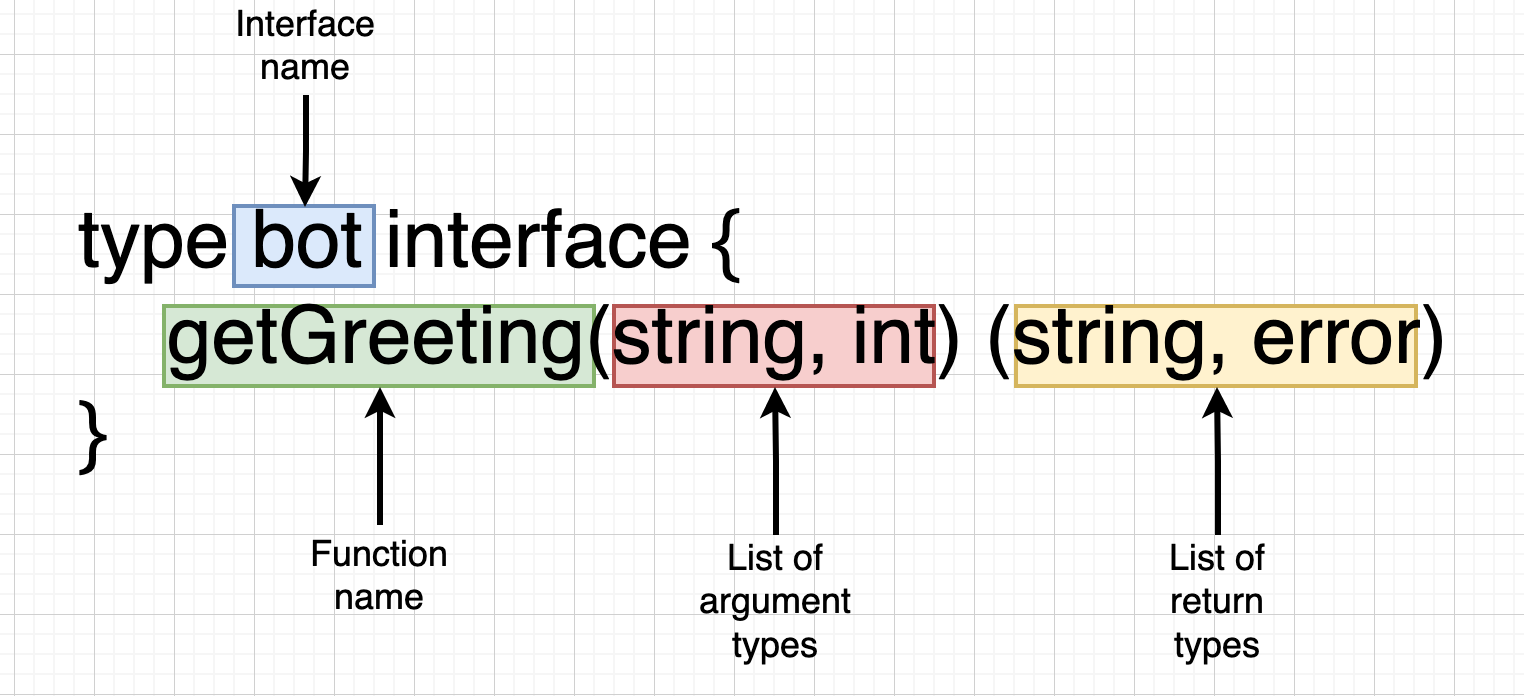 Interface
name
type bot interface {
getGreeting(string, int) (string, error)
}
Function
name
List of
argument
types
List of
return
types